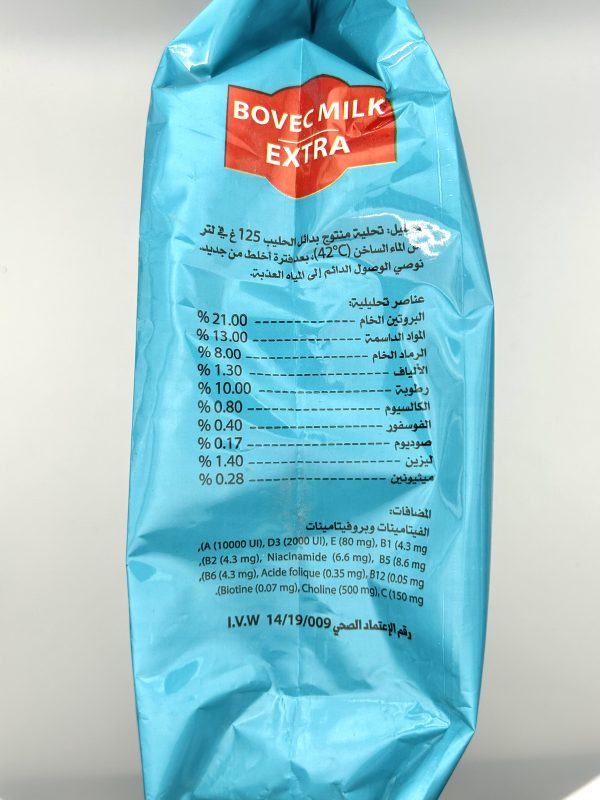 BOVEC MILK
EXTRA
تحلية منتوج بدائل الحليب 125 غ في لتر
من الماء الساخن (42°C)، بعد فترة أخلط من جديد.
نوصي الوصول الدائم إلى المياه العذبة.
عناصر تحليلية:
البروتين الخام ---------- 21.00 %
المواد الداسمة ---------- 13.00 %
الرماد الخام ---------- 8.00 %
الألياف ---------- 1.30 %
رطوبة ---------- 10.00 %
الكالسيوم ---------- 0.80 %
الفوسفور ---------- 0.40 %
صوديوم ---------- 0.17 %
ليزين ---------- 1.40 %
ميثيونين ---------- 0.28 %
المضافات:
الفيتامينات وبروفيتامينات
A (10000 UI), D3 (2000 UI), E (80 mg), B1 (4.3 mg),
B2 (4.3 mg), Niacinamide (6.6 mg), B5 (8.6 mg),
B6 (4.3 mg), Acide folique (0.35 mg), B12 (0.05 mg),
Biotine (0.07 mg), Choline (500 mg), C (150 mg).
رقم الإعتماد الصحي I.V.W 14/19/009